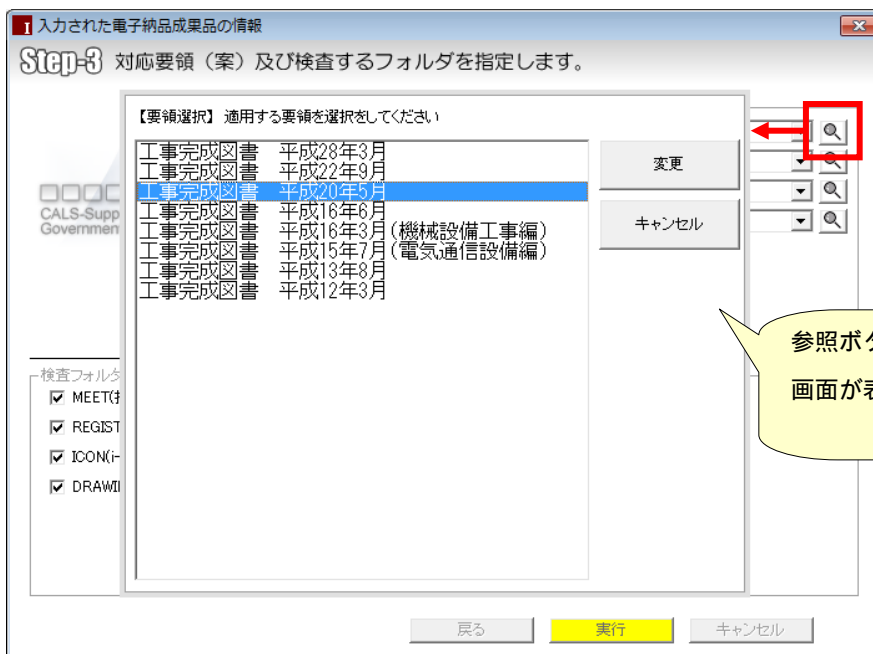 入力された電子納品成果品の情報
Step-3 対応要領（案）及び検査するフォルダを指定します。
【要領選択】 適用する要領を選択をしてください
工事完成図書 平成28年3月
工事完成図書 平成22年9月
工事完成図書 平成20年5月
工事完成図書 平成16年6月
工事完成図書 平成16年3月(機械設備工事編)
工事完成図書 平成15年7月(電気通信設備編)
工事完成図書 平成13年8月
工事完成図書 平成12年3月
変更
キャンセル
CALS-Supp
Governmen
参照ボ
画面が
検査フォル
MEET(
REGIST
ICON(i-
DRAWI
戻る
実行
キャンセル